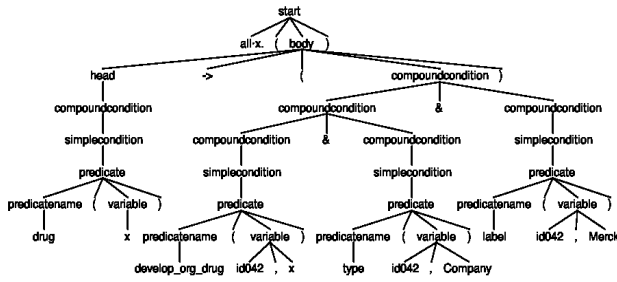 start
all·x. ( body )
head -> ( compoundcondition )
compoundcondition compoundcondition & compoundcondition
simplecondition compoundcondition & compoundcondition simplecondition
predicate simplecondition simplecondition predicate
predicatename ( variable ) predicate predicate predicatename ( variable )
drug x predicatename ( variable ) predicatename ( variable ) label id042 , Merck
develop_org_drug id042 , x type id042 , Company